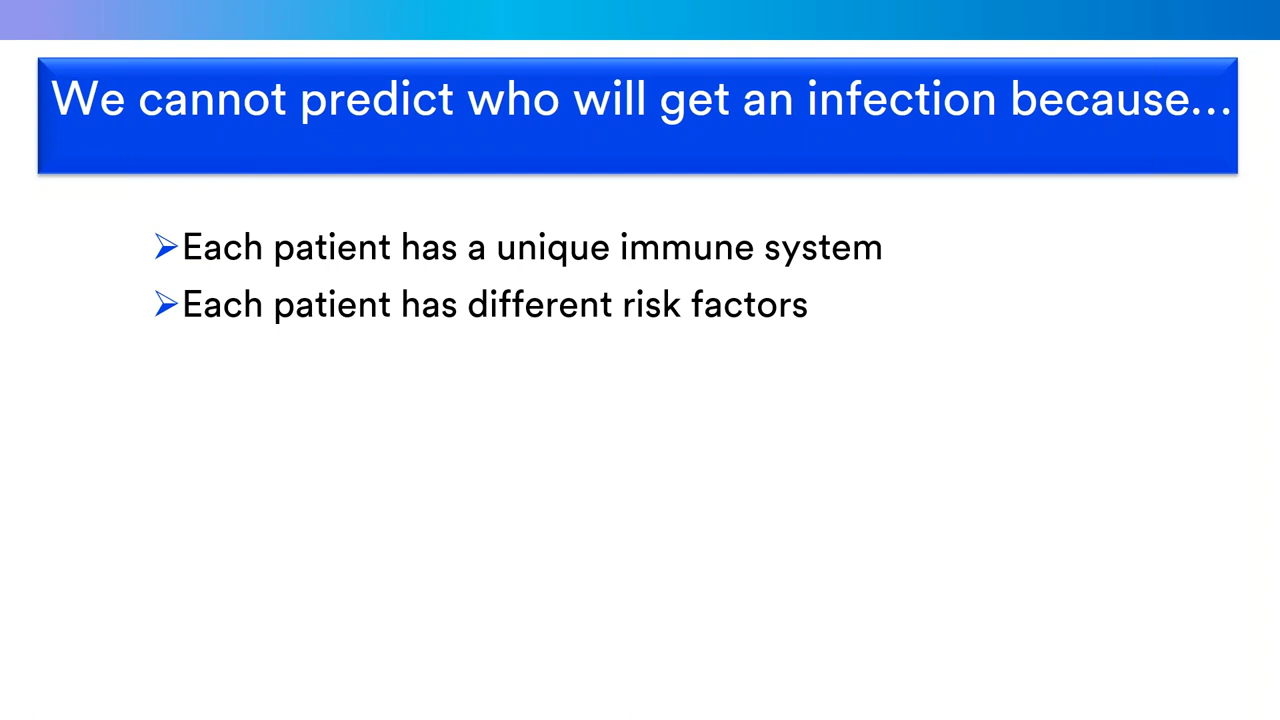 We cannot predict who will get an infection because…
➢Each patient has a unique immune system
➢Each patient has different risk factors